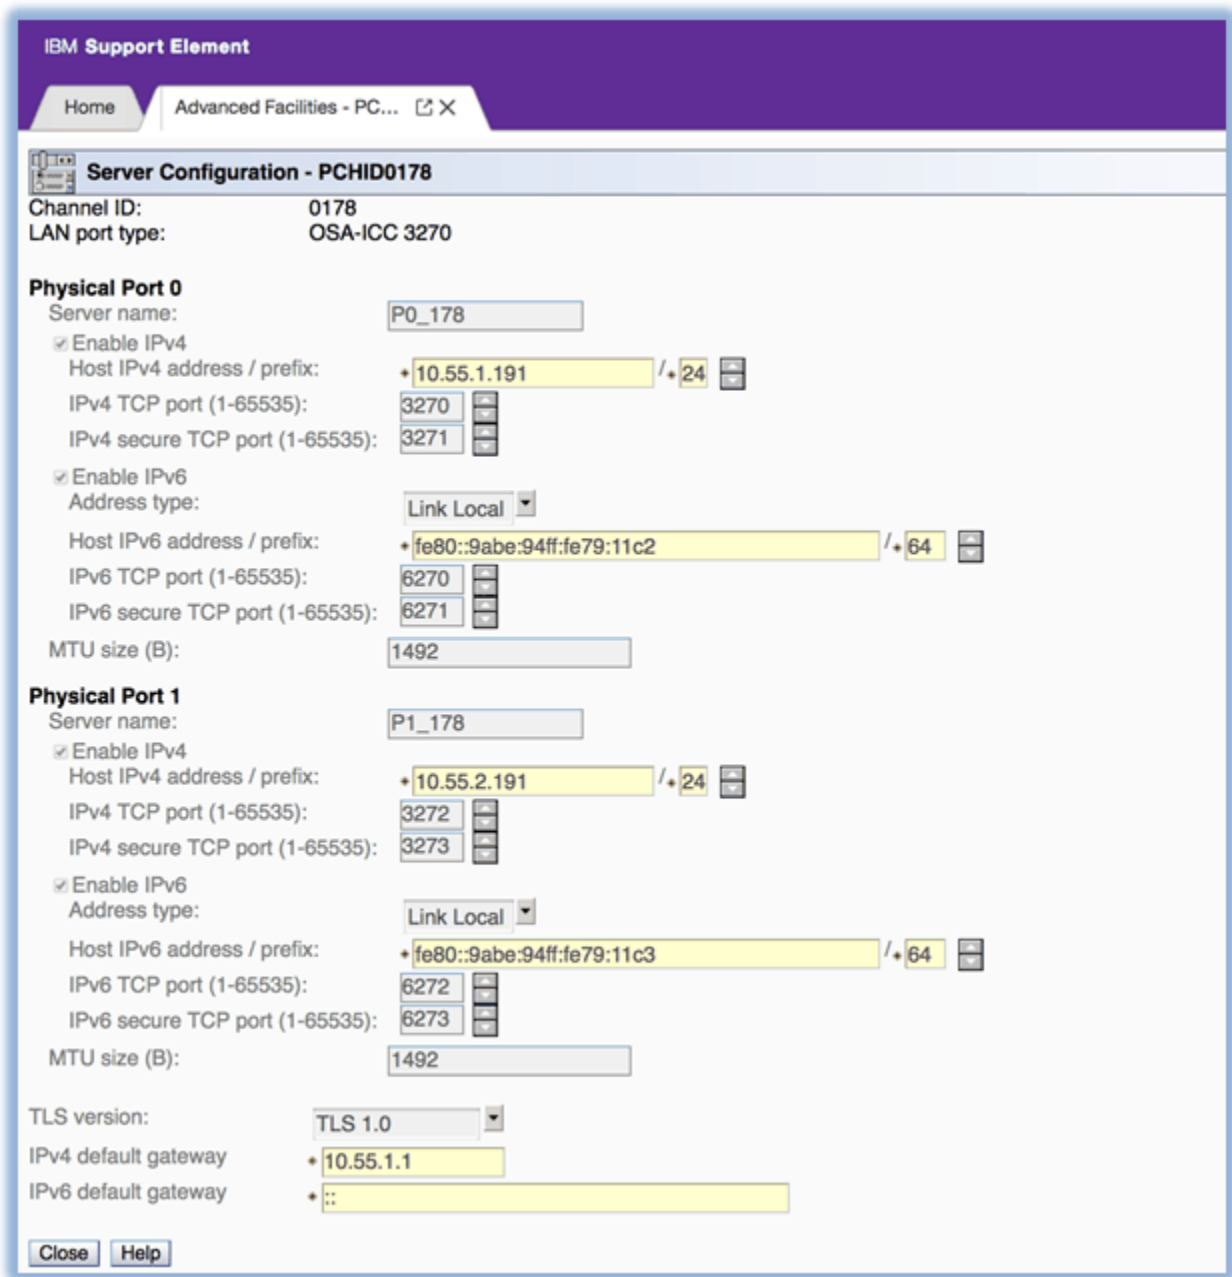 IBM Support Element
Home Advanced Facilities - PC...
Server Configuration - PCHID0178
Channel ID: 0178
LAN port type: OSA-ICC 3270
Physical Port 0
Server name: P0_178
Enable IPv4
Host IPv4 address / prefix: 10.55.1.191 / 24
IPv4 TCP port (1-65535): 3270
IPv4 secure TCP port (1-65535): 3271
Enable IPv6
Address type: Link Local
Host IPv6 address / prefix: fe80::9abe:94ff:fe79:11c2 / 64
IPv6 TCP port (1-65535): 6270
IPv6 secure TCP port (1-65535): 6271
MTU size (B): 1492
Physical Port 1
Server name: P1_178
Enable IPv4
Host IPv4 address / prefix: 10.55.2.191 / 24
IPv4 TCP port (1-65535): 3272
IPv4 secure TCP port (1-65535): 3273
Enable IPv6
Address type: Link Local
Host IPv6 address / prefix: fe80::9abe:94ff:fe79:11c3 / 64
IPv6 TCP port (1-65535): 6272
IPv6 secure TCP port (1-65535): 6273
MTU size (B): 1492
TLS version: TLS 1.0
IPv4 default gateway 10.55.1.1
IPv6 default gateway ::
Close Help